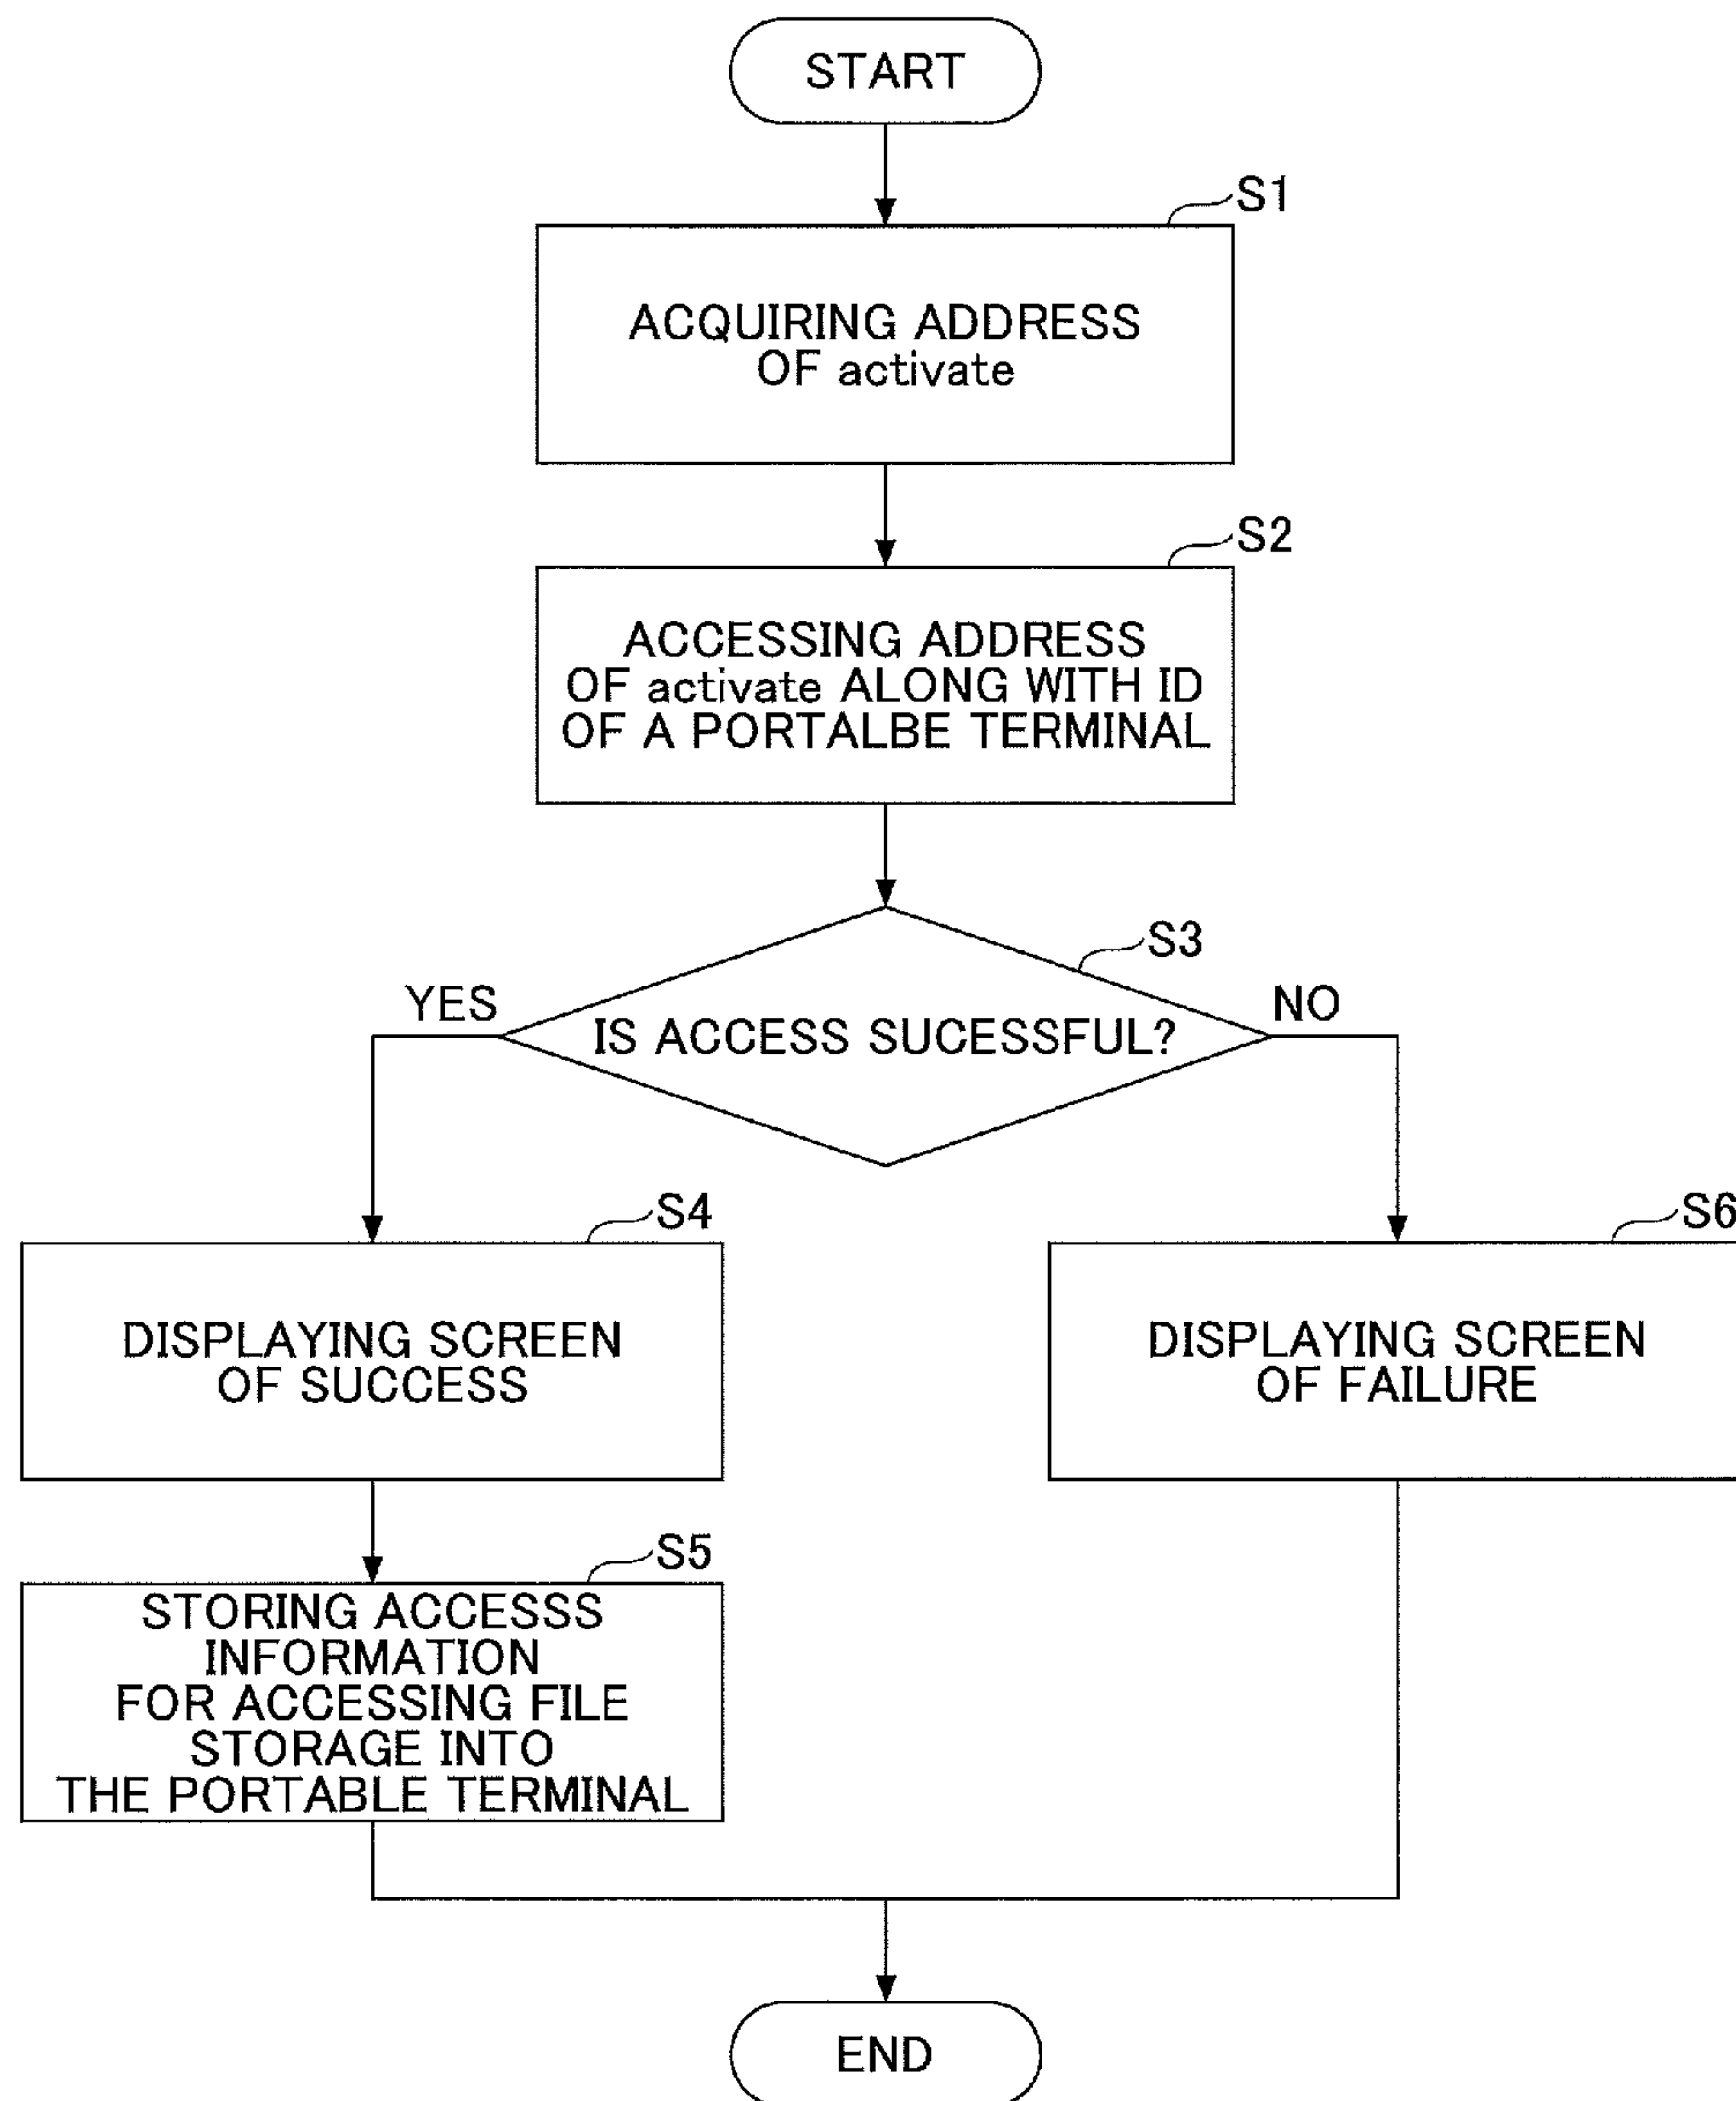 START
S1
ACQUIRING ADDRESS
OF activate
S2
ACCESSING ADDRESS
OF activate ALONG WITH ID
OF A PORTALBE TERMINAL
S3
YES
IS ACCESS SUCESSFUL?
NO
S4
DISPLAYING SCREEN
OF SUCCESS
S6
DISPLAYING SCREEN
OF FAILURE
S5
STORING ACCESSS
INFORMATION
FOR ACCESSING FILE
STORAGE INTO
THE PORTABLE TERMINAL
END